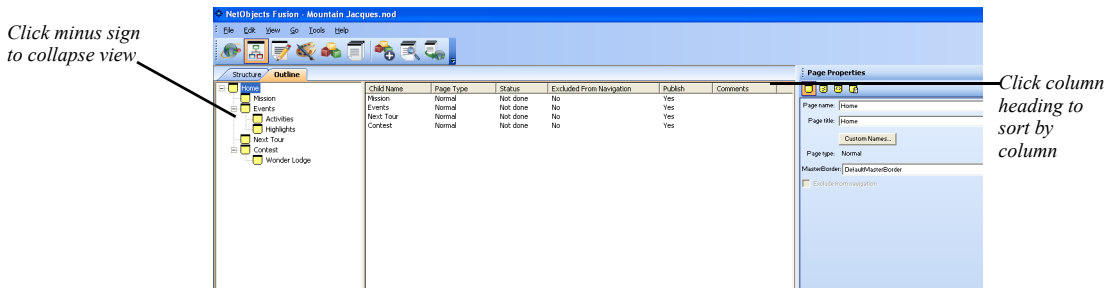 NetObjects Fusion - Mountain Jacques.nod
File Edit View Go Tools Help
Click minus sign
to collapse view
Structure Outline
Home
Mission
Events
Activities
Highlights
Next Tour
Contest
Wonder Lodge
Child Name Page Type Status Excluded From Navigation Publish Comments
Mission Normal Not done No Yes
Events Normal Not done No Yes
Next Tour Normal Not done No Yes
Contest Normal Not done No Yes
Page Properties
Page name: Home
Page title: Home
Custom Names...
Page type: Normal
MasterBorder: DefaultMasterBorder
Exclude from navigation
Click column
heading to
sort by
column